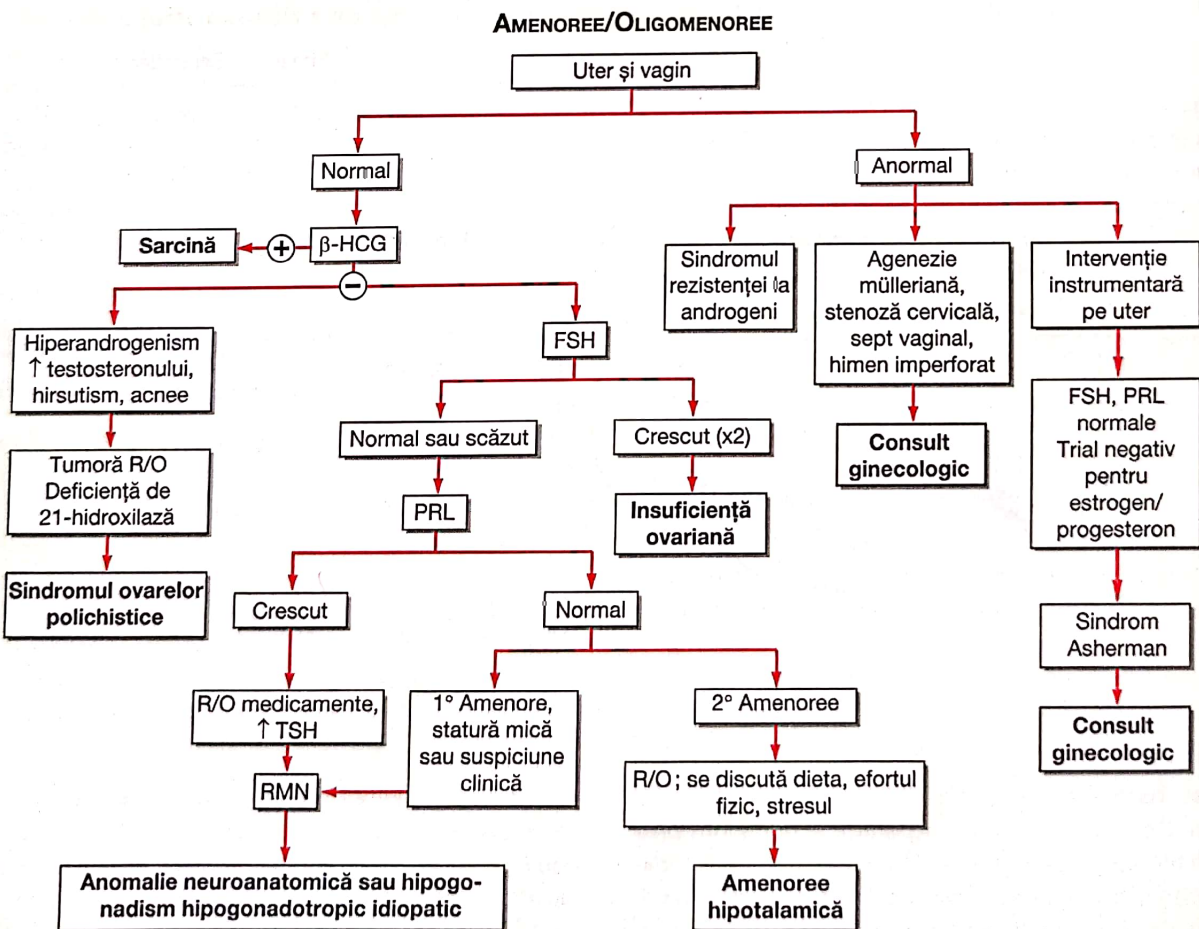 AMENOREE/OLIGOMENOREE
Uter și vagin
Normal
Anormal
Sarcină
+
β-HCG
−
Sindromul
rezistenței la
androgeni
Agenezie
mülleriană,
stenoză cervicală,
sept vaginal,
himen imperforat
Intervenție
instrumentară
pe uter
Hiperandrogenism
↑ testosteronului,
hirsutism, acnee
FSH
Normal sau scăzut
Crescut (x2)
Consult
ginecologic
FSH, PRL
normale
Trial negativ
pentru
estrogen/
progesteron
Tumoră R/O
Deficiență de
21-hidroxilază
PRL
Insuficiență
ovariană
Sindromul ovarelor
polichistice
Crescut
Normal
Sindrom
Asherman
R/O medicamente,
↑ TSH
1° Amenore,
statură mică
sau suspiciune
clinică
2° Amenoree
Consult
ginecologic
RMN
R/O; se discută dieta, efortul
fizic, stresul
Anomalie neuroanatomică sau hipogo-
nadism hipogonadotropic idiopatic
Amenoree
hipotalamică